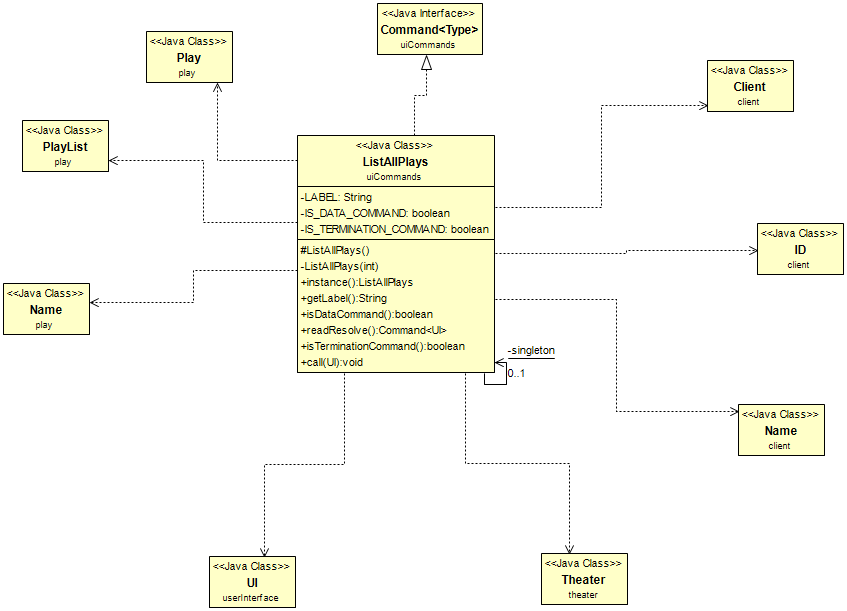 <<Java Interface>>
Command<Type>
uiCommands
<<Java Class>>
Play
play
<<Java Class>>
Client
client
<<Java Class>>
PlayList
play
<<Java Class>>
ListAllPlays
uiCommands
-LABEL: String
-IS_DATA_COMMAND: boolean
-IS_TERMINATION_COMMAND: boolean
#ListAllPlays()
-ListAllPlays(int)
+instance():ListAllPlays
+getLabel():String
+isDataCommand():boolean
+readResolve():Command<UI>
+isTerminationCommand():boolean
+call(UI):void
<<Java Class>>
ID
client
<<Java Class>>
Name
play
-singleton
0..1
<<Java Class>>
Name
client
<<Java Class>>
UI
userInterface
<<Java Class>>
Theater
theater